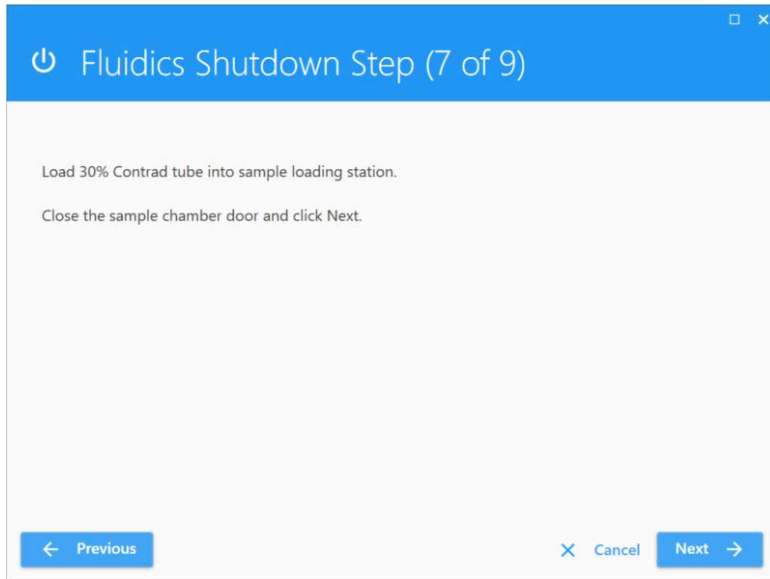 Fluidics Shutdown Step (7 of 9)
Load 30% Contrad tube into sample loading station.
Close the sample chamber door and click Next.
Previous
Cancel
Next